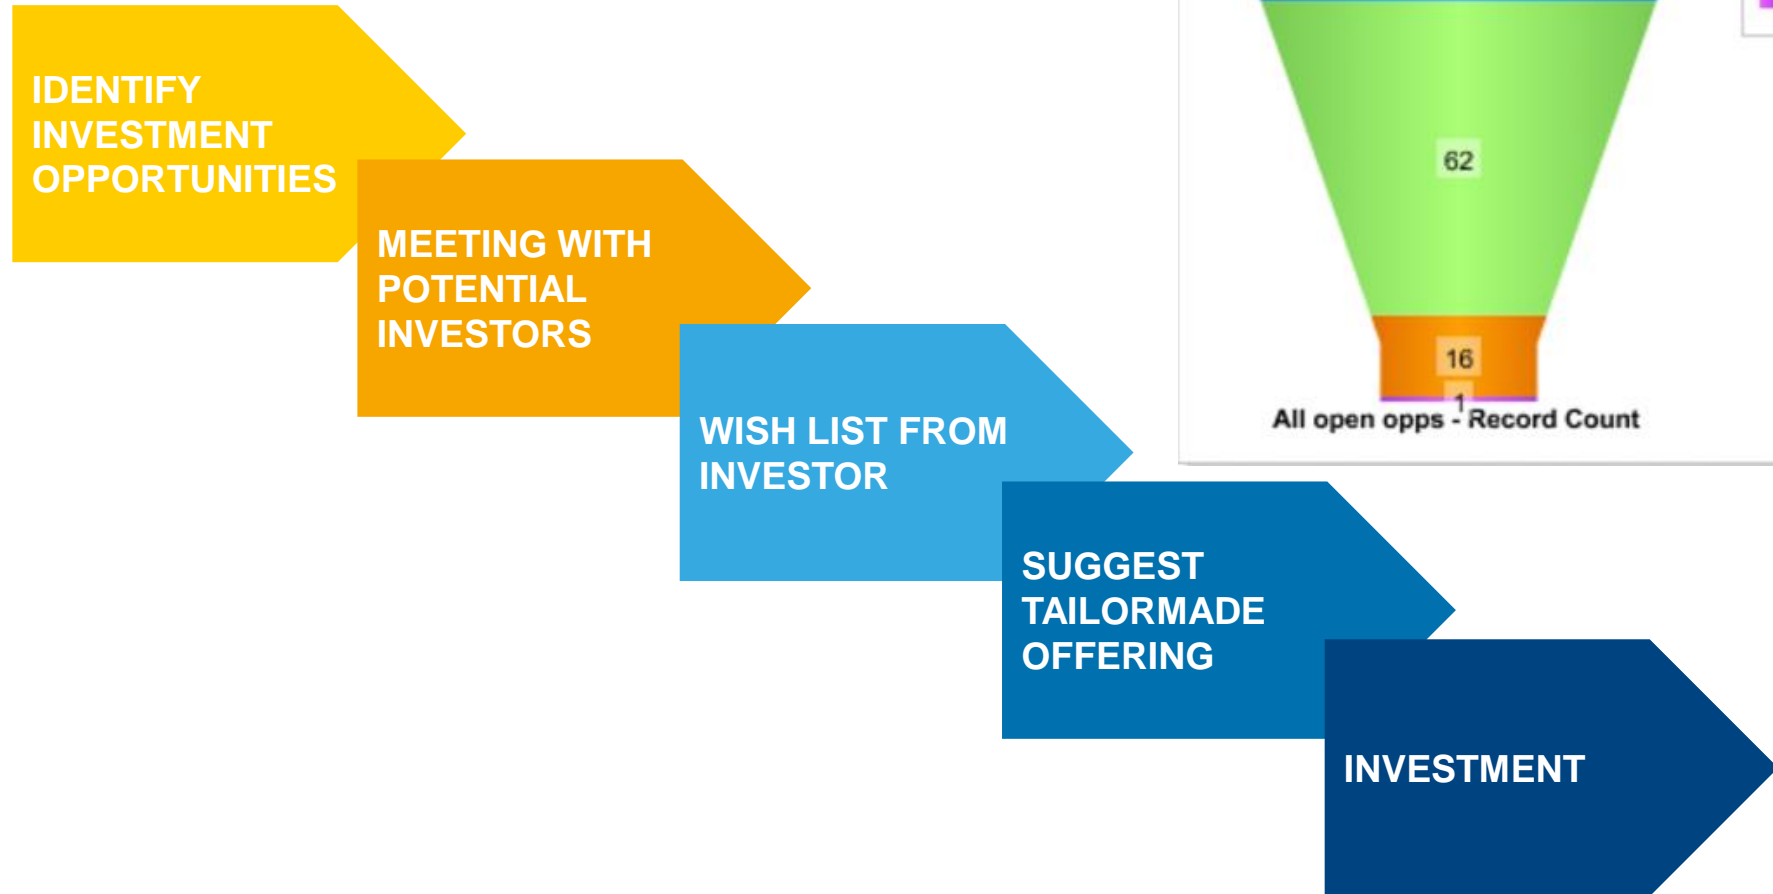 IDENTIFY
INVESTMENT
OPPORTUNITIES
MEETING WITH
POTENTIAL
INVESTORS
WISH LIST FROM
INVESTOR
SUGGEST
TAILORMADE
OFFERING
INVESTMENT
62
16
1
All open opps - Record Count